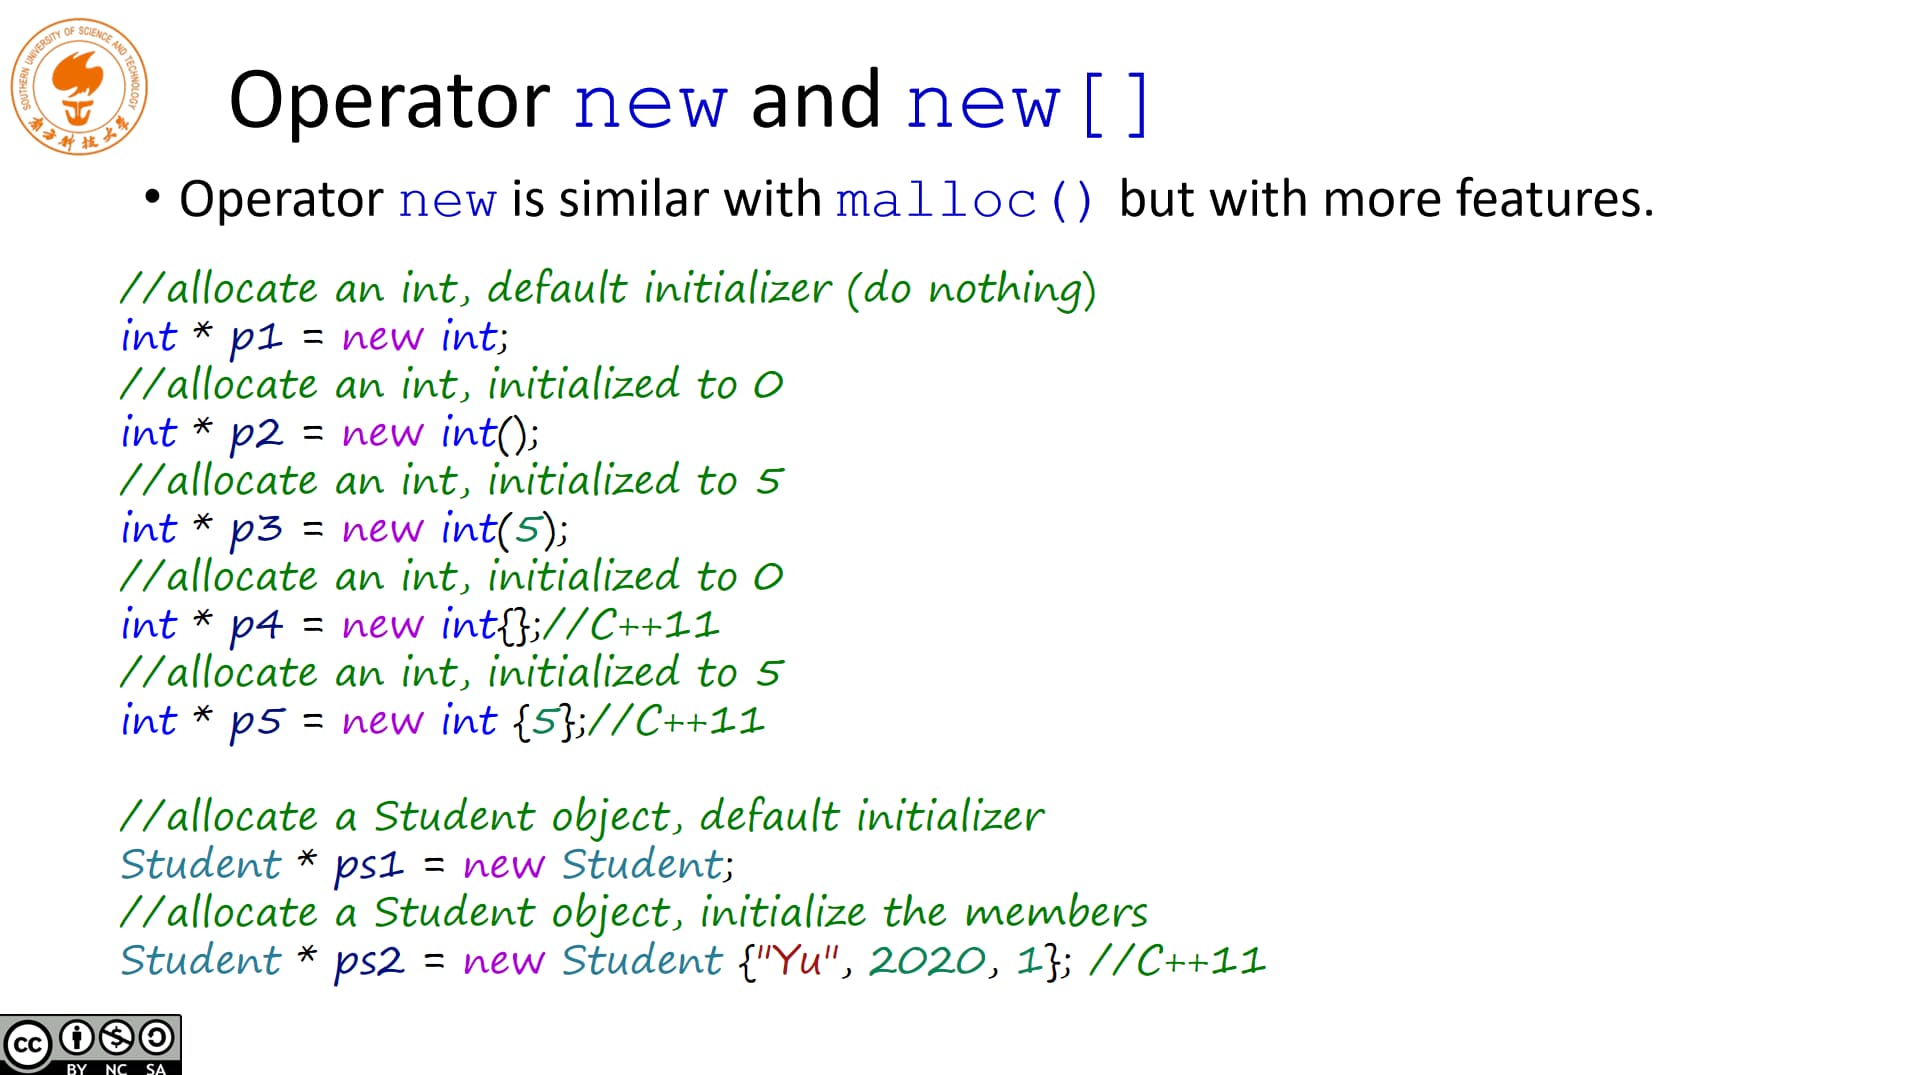 SOUTHERN UNIVERSITY OF SCIENCE AND TECHNOLOGY
南方科技大学
Operator new and new[]
• Operator new is similar with malloc() but with more features.
//allocate an int, default initializer (do nothing)
int * p1 = new int;
//allocate an int, initialized to 0
int * p2 = new int();
//allocate an int, initialized to 5
int * p3 = new int(5);
//allocate an int, initialized to 0
int * p4 = new int{};//C++11
//allocate an int, initialized to 5
int * p5 = new int {5};//C++11
//allocate a Student object, default initializer
Student * ps1 = new Student;
//allocate a Student object, initialize the members
Student * ps2 = new Student {"Yu", 2020, 1}; //C++11
cc
BY NC SA